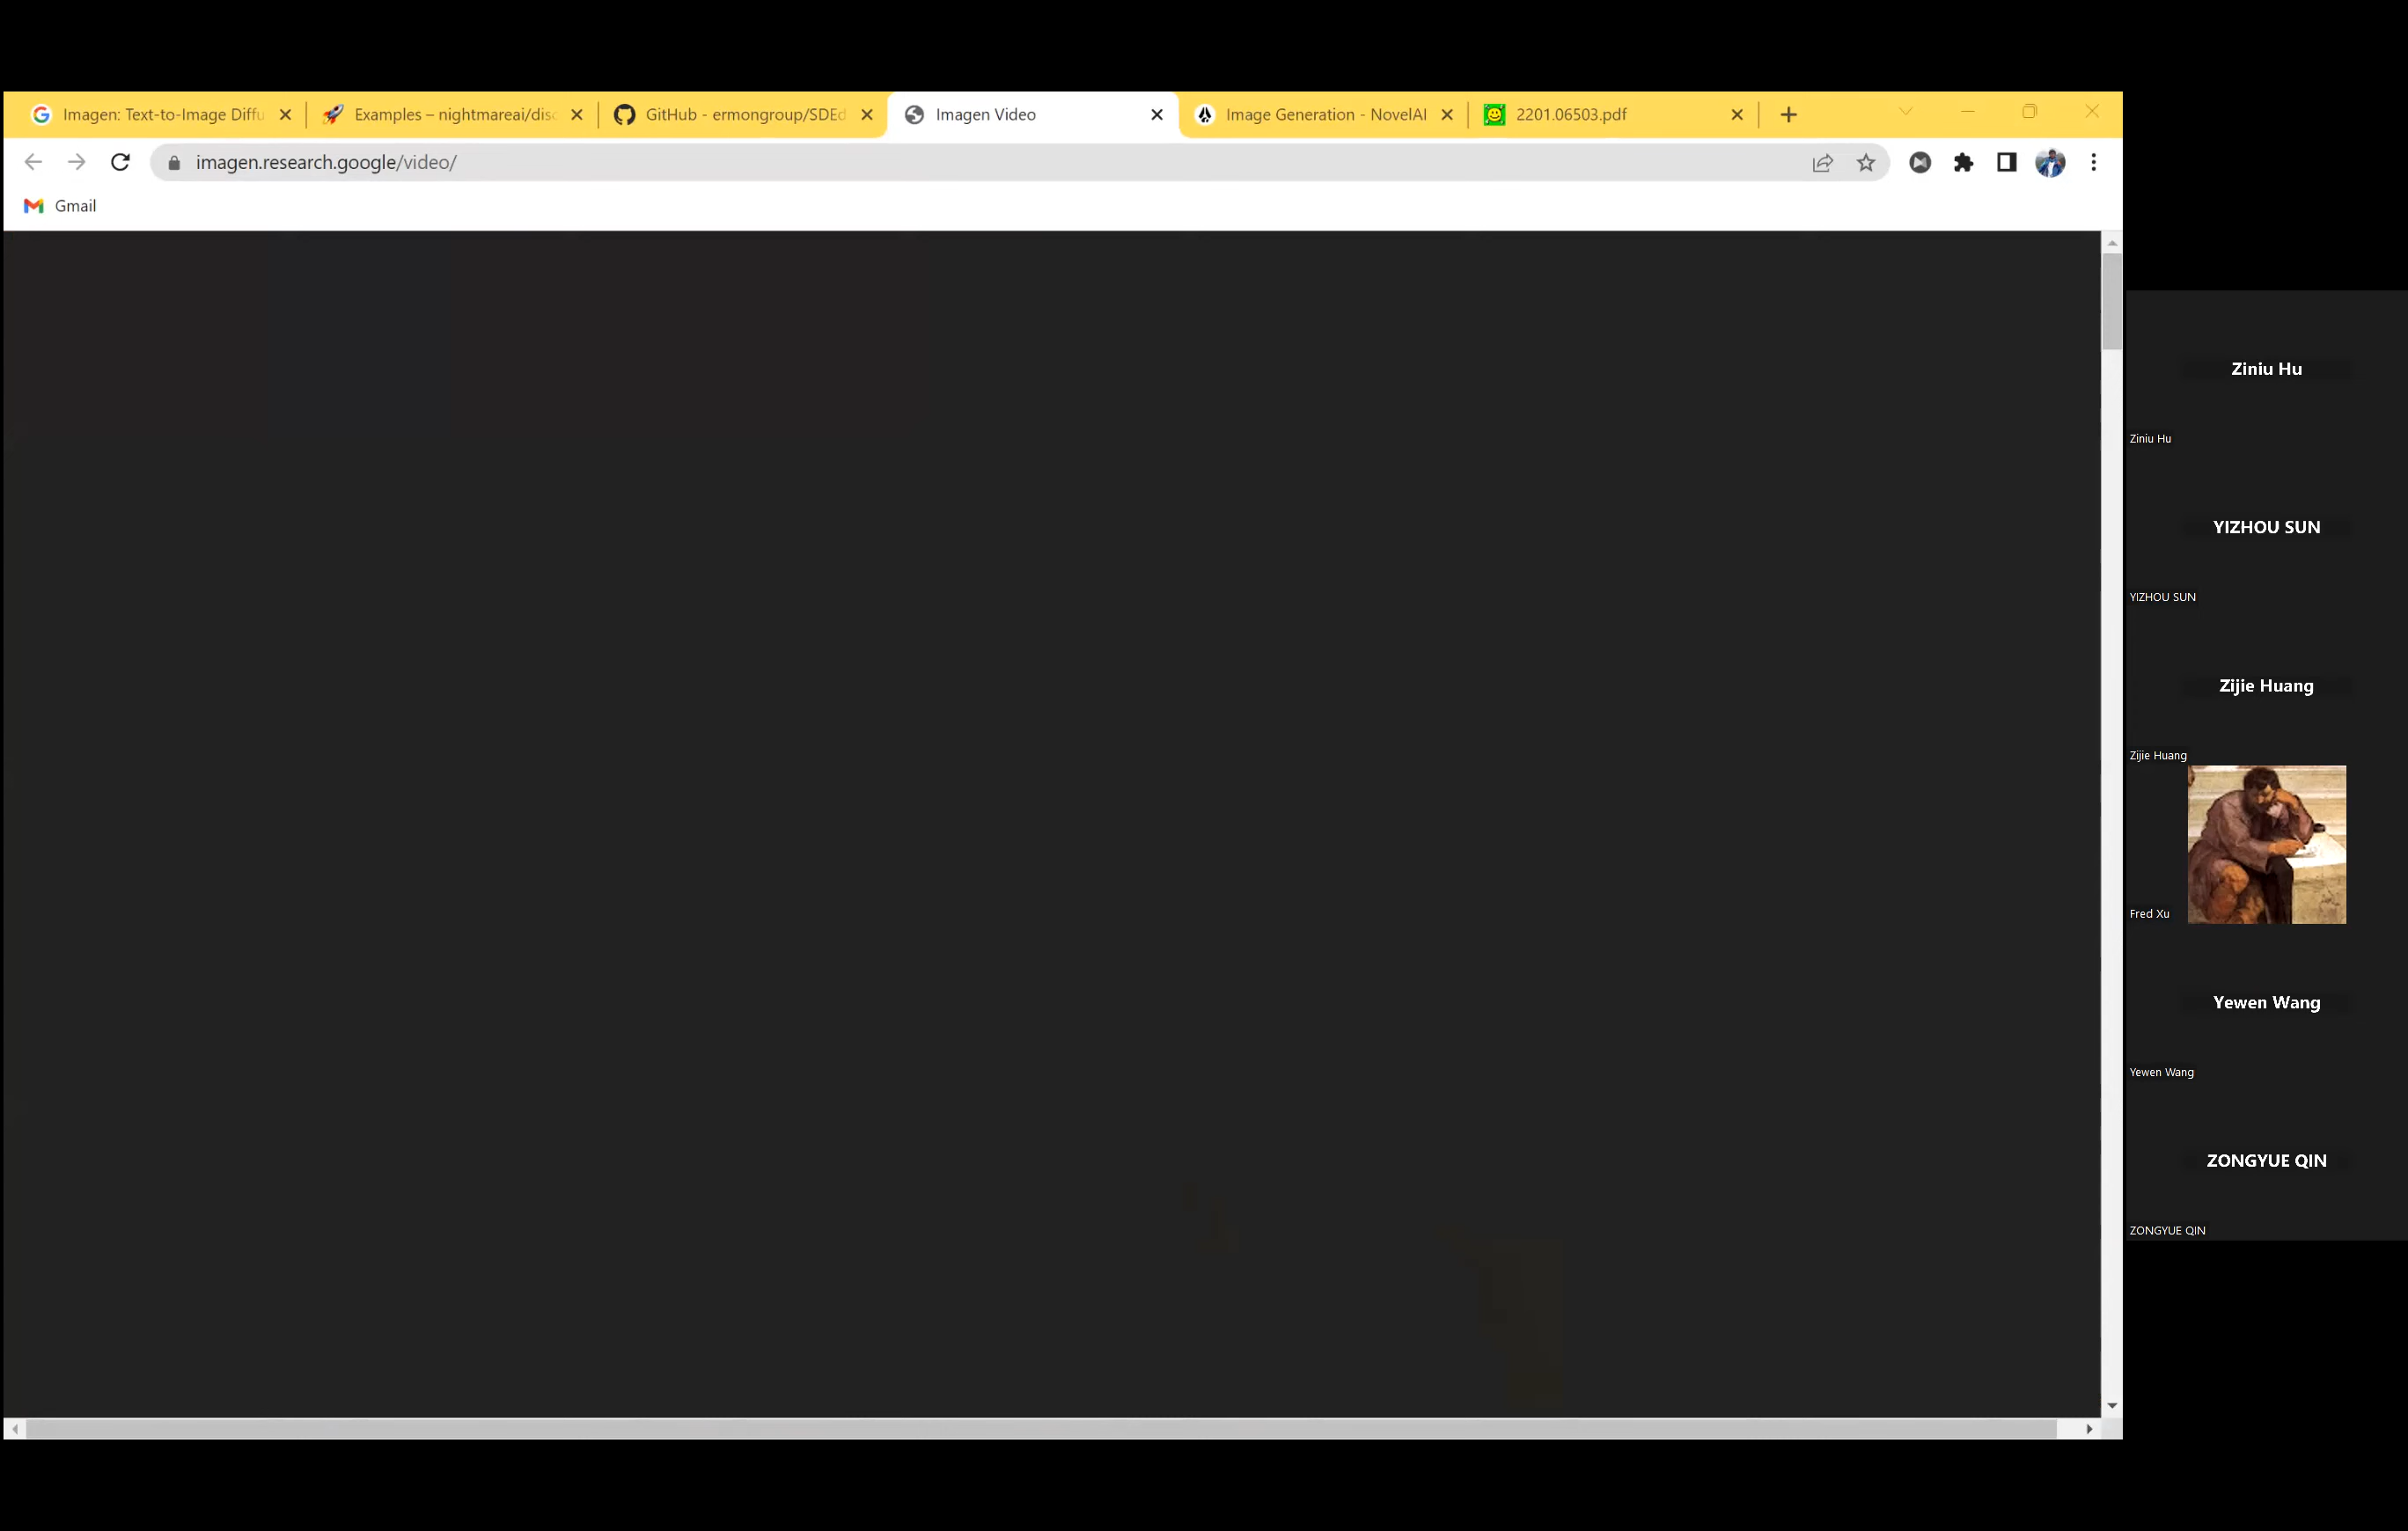 Imagen: Text-to-Image Diffu
Examples – nightmareai/disc
GitHub - ermongroup/SDEd
Imagen Video
Image Generation - NovelAI
2201.06503.pdf
imagen.research.google/video/
Gmail
Ziniu Hu
Ziniu Hu
YIZHOU SUN
YIZHOU SUN
Zijie Huang
Zijie Huang
Fred Xu
Yewen Wang
Yewen Wang
ZONGYUE QIN
ZONGYUE QIN